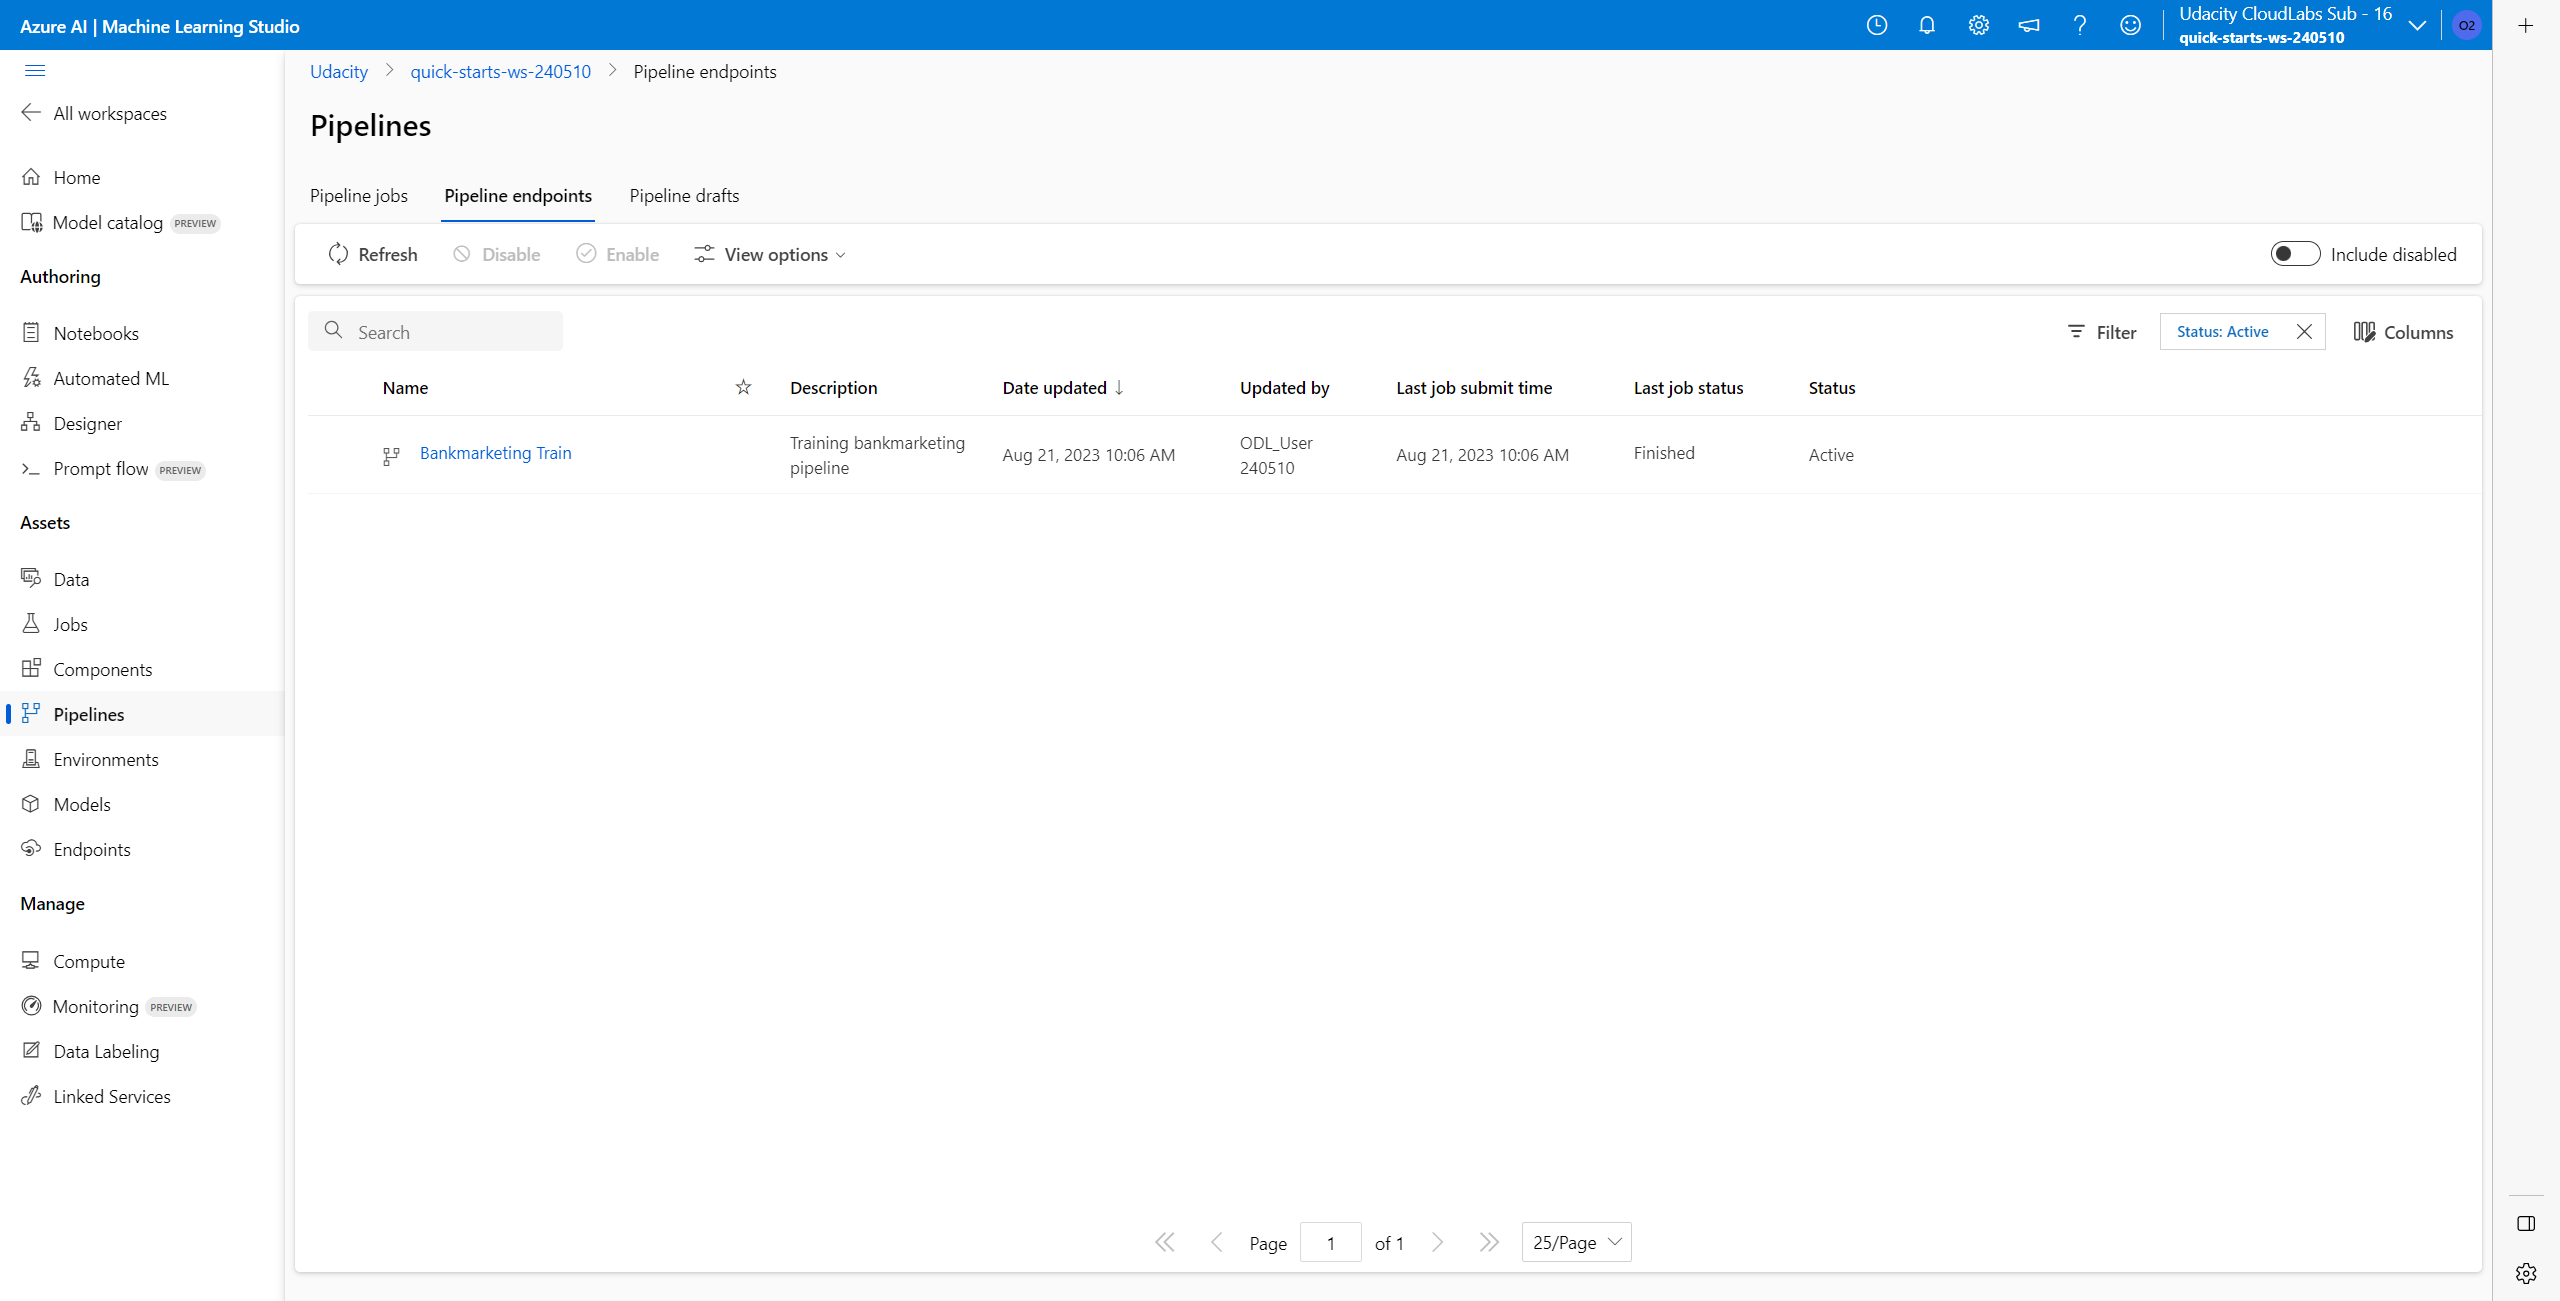 Azure AI | Machine Learning Studio
Udacity CloudLabs Sub - 16
quick-starts-ws-240510
O2
All workspaces
Home
Model catalog PREVIEW
Authoring
Notebooks
Automated ML
Designer
Prompt flow PREVIEW
Assets
Data
Jobs
Components
Pipelines
Environments
Models
Endpoints
Manage
Compute
Monitoring PREVIEW
Data Labeling
Linked Services
Udacity > quick-starts-ws-240510 > Pipeline endpoints
Pipelines
Pipeline jobs Pipeline endpoints Pipeline drafts
Refresh Disable Enable View options Include disabled
Search Filter Status: Active Columns
Name Description Date updated ↓ Updated by Last job submit time Last job status Status
Bankmarketing Train
Training bankmarketing
pipeline
Aug 21, 2023 10:06 AM
ODL_User
240510
Aug 21, 2023 10:06 AM
Finished
Active
Page 1 of 1 25/Page